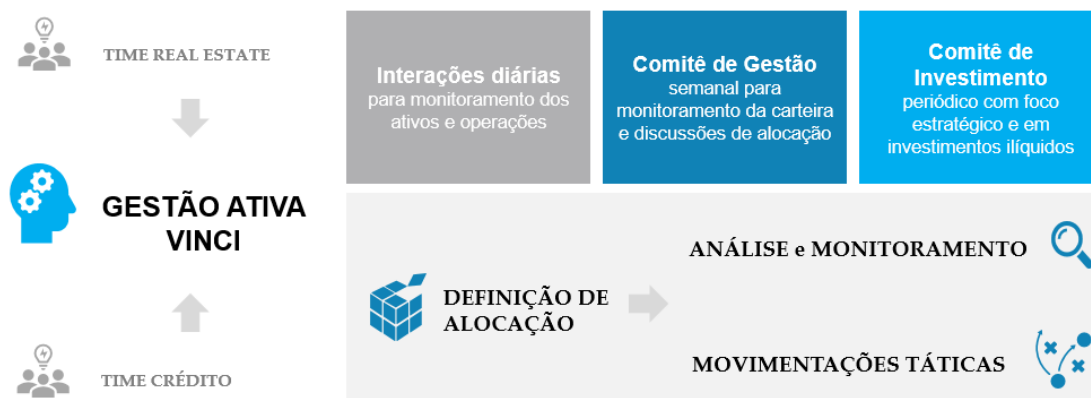 TIME REAL ESTATE
GESTÃO ATIVA
VINCI
TIME CRÉDITO
Interações diárias
para monitoramento dos
ativos e operações
Comitê de Gestão
semanal para
monitoramento da carteira
e discussões de alocação
Comitê de
Investimento
periódico com foco
estratégico e em
investimentos ilíquidos
DEFINIÇÃO DE
ALOCAÇÃO
ANÁLISE e MONITORAMENTO
MOVIMENTAÇÕES TÁTICAS